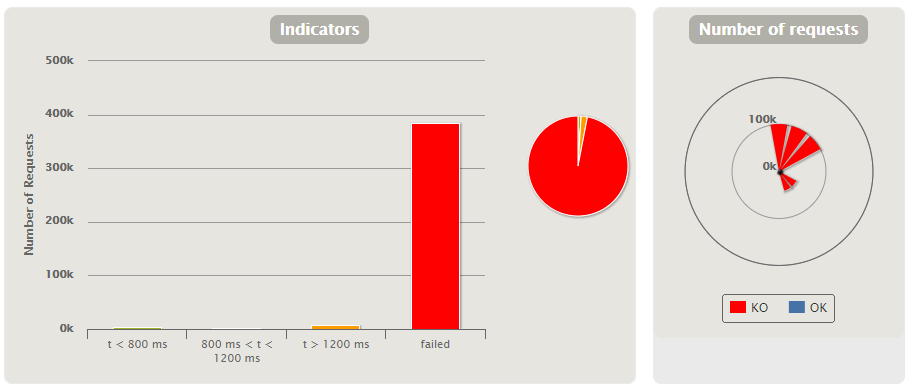 Indicators
Number of requests
500k
400k
300k
200k
100k
0k
Number of Requests
t < 800 ms
800 ms < t <
1200 ms
t > 1200 ms
failed
100k
0k
KO
OK